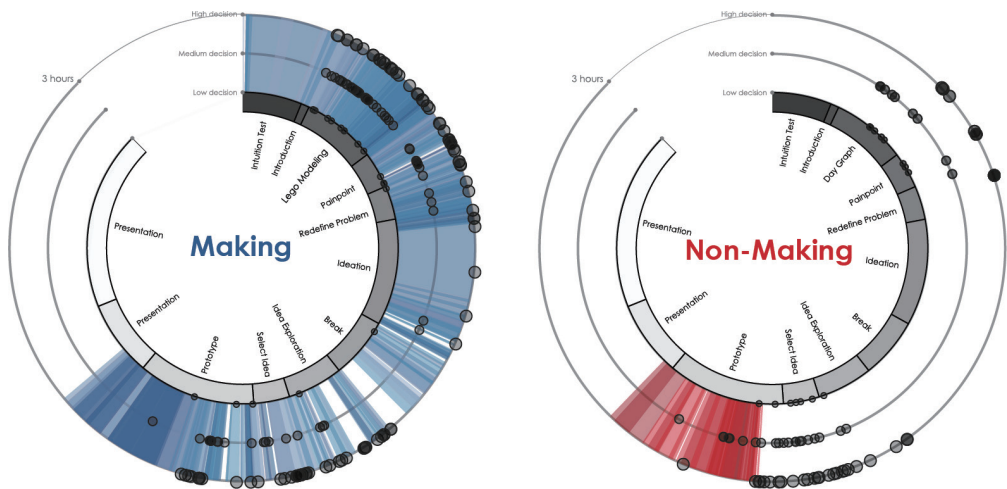 High decision
Medium decision
3 hours
Low decision
Intuition Test
Introduction
Lego Modeling
Painpoint
Redefine Problem
Ideation
Break
Idea Exploration
Select Idea
Prototype
Presentation
Presentation
Making
High decision
Medium decision
3 hours
Low decision
Intuition Test
Introduction
Day Graph
Painpoint
Redefine Problem
Ideation
Break
Idea Exploration
Select Idea
Prototype
Presentation
Presentation
Non-Making